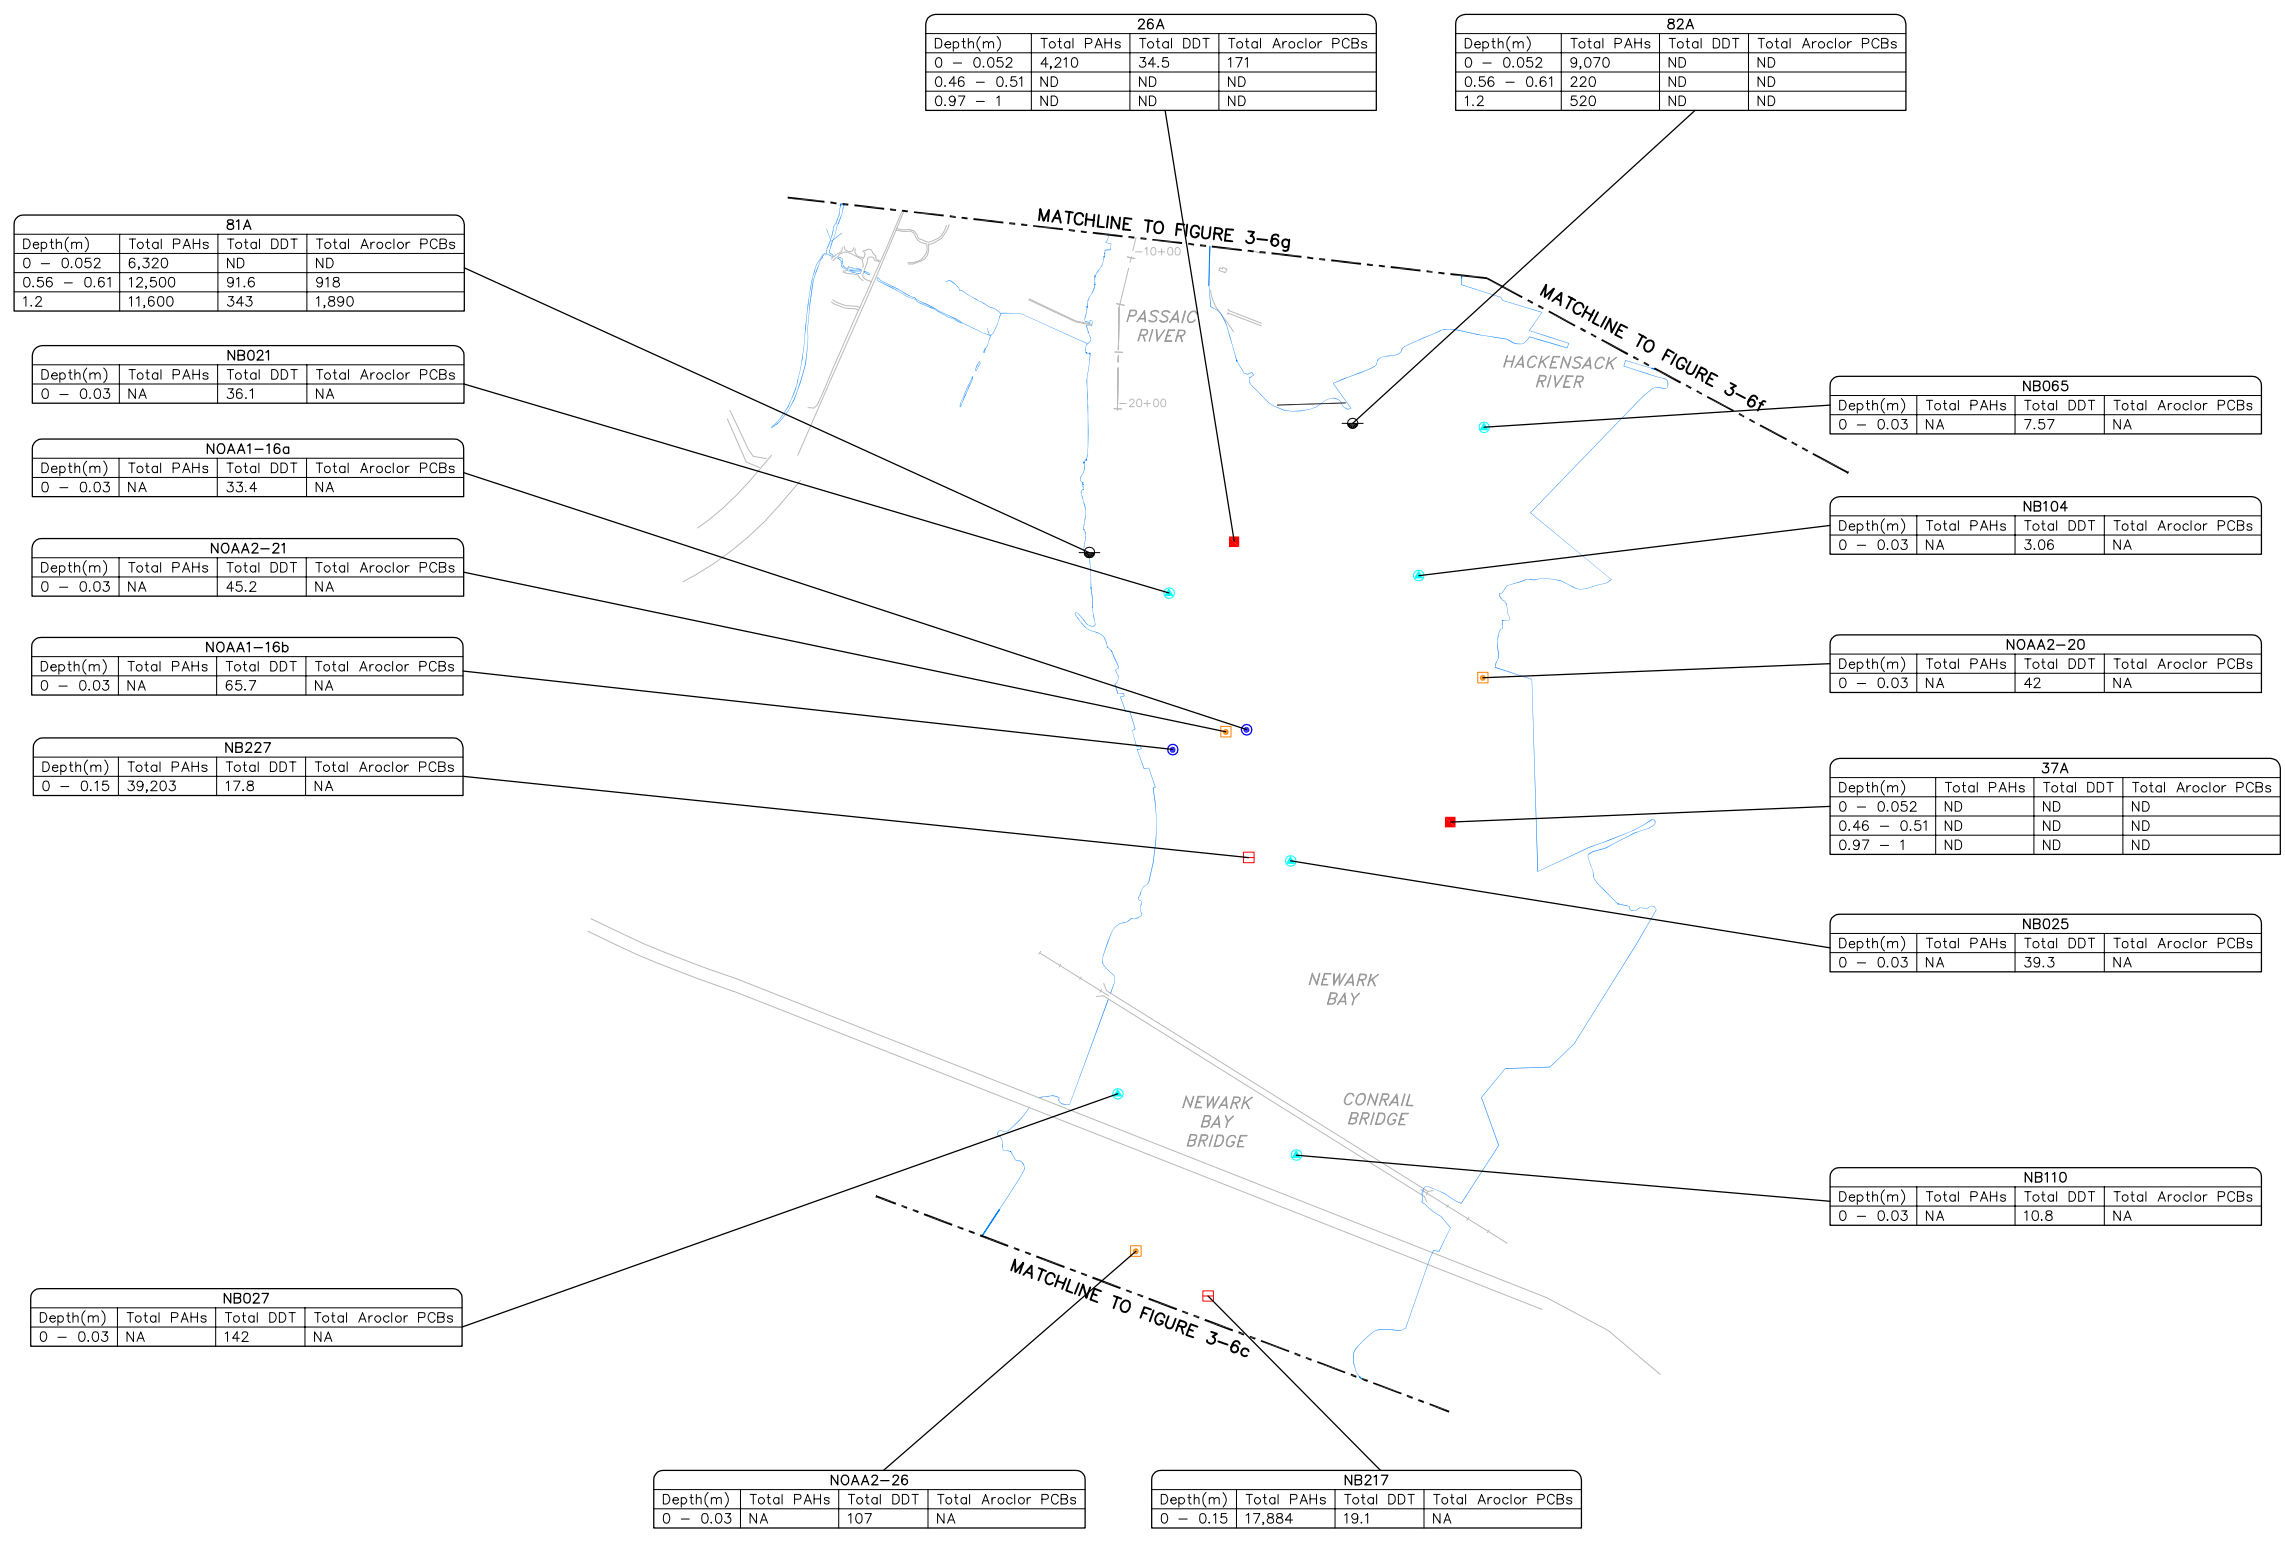 26A
Depth(m) Total PAHs Total DDT Total Aroclor PCBs
0 - 0.052 4,210 34.5 171
0.46 - 0.51 ND ND ND
0.97 - 1 ND ND ND
82A
Depth(m) Total PAHs Total DDT Total Aroclor PCBs
0 - 0.052 9,070 ND ND
0.56 - 0.61 220 ND ND
1.2 520 ND ND
81A
Depth(m) Total PAHs Total DDT Total Aroclor PCBs
0 - 0.052 6,320 ND ND
0.56 - 0.61 12,500 91.6 918
1.2 11,600 343 1,890
NB021
Depth(m) Total PAHs Total DDT Total Aroclor PCBs
0 - 0.03 NA 36.1 NA
NOAA1-16a
Depth(m) Total PAHs Total DDT Total Aroclor PCBs
0 - 0.03 NA 33.4 NA
NOAA2-21
Depth(m) Total PAHs Total DDT Total Aroclor PCBs
0 - 0.03 NA 45.2 NA
NOAA1-16b
Depth(m) Total PAHs Total DDT Total Aroclor PCBs
0 - 0.03 NA 65.7 NA
NB227
Depth(m) Total PAHs Total DDT Total Aroclor PCBs
0 - 0.15 39,203 17.8 NA
NB027
Depth(m) Total PAHs Total DDT Total Aroclor PCBs
0 - 0.03 NA 142 NA
MATCHLINE TO FIGURE 3-6g
-10+00
PASSAIC
RIVER
-20+00
MATCHLINE TO FIGURE 3-6f
HACKENSACK
RIVER
NEWARK
BAY
NEWARK
BAY
BRIDGE
CONRAIL
BRIDGE
MATCHLINE TO FIGURE 3-6c
NB065
Depth(m) Total PAHs Total DDT Total Aroclor PCBs
0 - 0.03 NA 7.57 NA
NB104
Depth(m) Total PAHs Total DDT Total Aroclor PCBs
0 - 0.03 NA 3.06 NA
NOAA2-20
Depth(m) Total PAHs Total DDT Total Aroclor PCBs
0 - 0.03 NA 42 NA
37A
Depth(m) Total PAHs Total DDT Total Aroclor PCBs
0 - 0.052 ND ND ND
0.46 - 0.51 ND ND ND
0.97 - 1 ND ND ND
NB025
Depth(m) Total PAHs Total DDT Total Aroclor PCBs
0 - 0.03 NA 39.3 NA
NB110
Depth(m) Total PAHs Total DDT Total Aroclor PCBs
0 - 0.03 NA 10.8 NA
NOAA2-26
Depth(m) Total PAHs Total DDT Total Aroclor PCBs
0 - 0.03 NA 107 NA
NB217
Depth(m) Total PAHs Total DDT Total Aroclor PCBs
0 - 0.15 17,884 19.1 NA